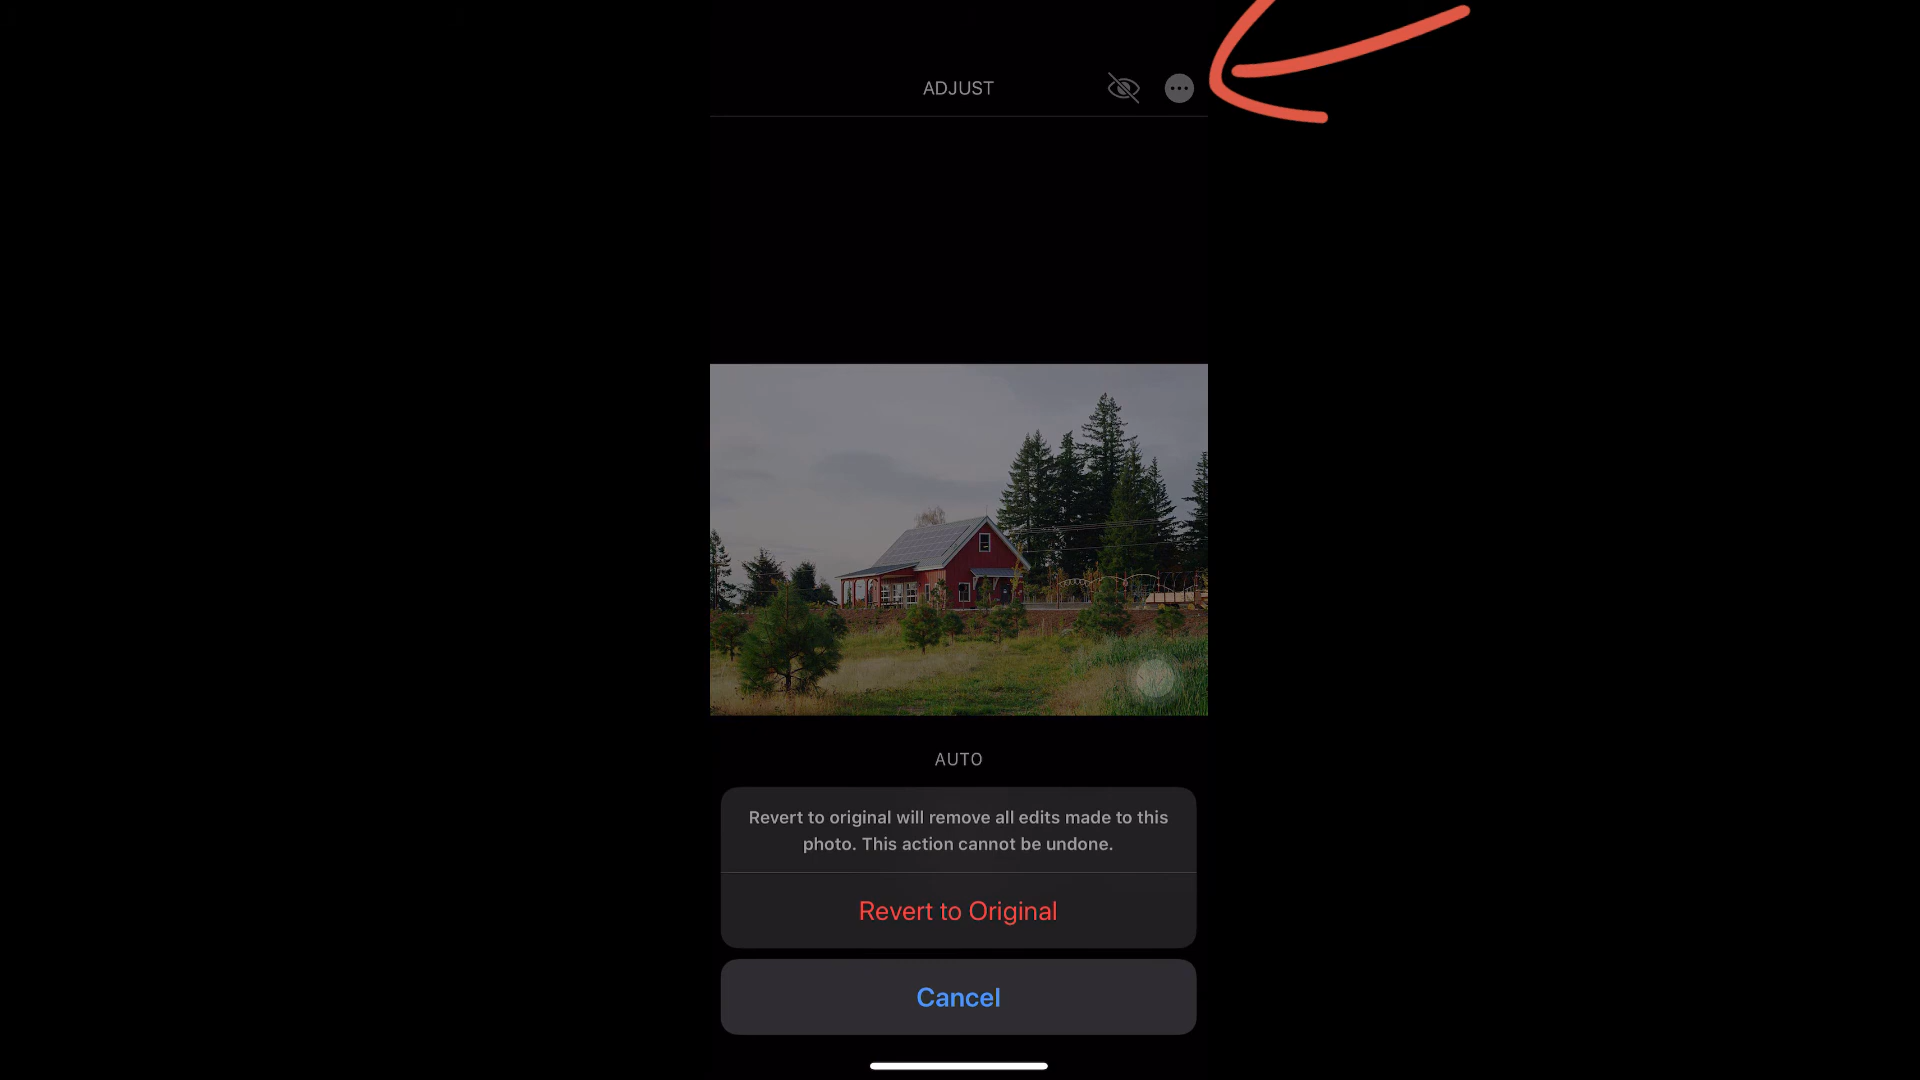 ADJUST
AUTO
Revert to original will remove all edits made to this
photo. This action cannot be undone.
Revert to Original
Cancel